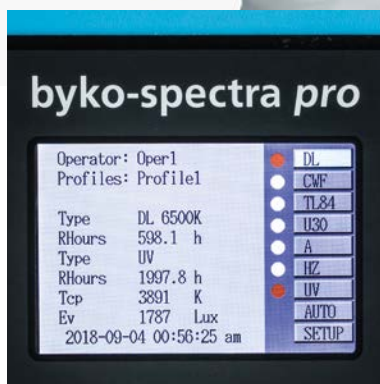 byko-spectra pro
Operator: Oper1
Profiles: Profile1
Type DL 6500K
RHours 598.1 h
Type UV
RHours 1997.8 h
Tcp 3891 K
Ev 1787 Lux
2018-09-04 00:56:25 am
DL
CWF
TL84
U30
A
HZ
UV
AUTO
SETUP